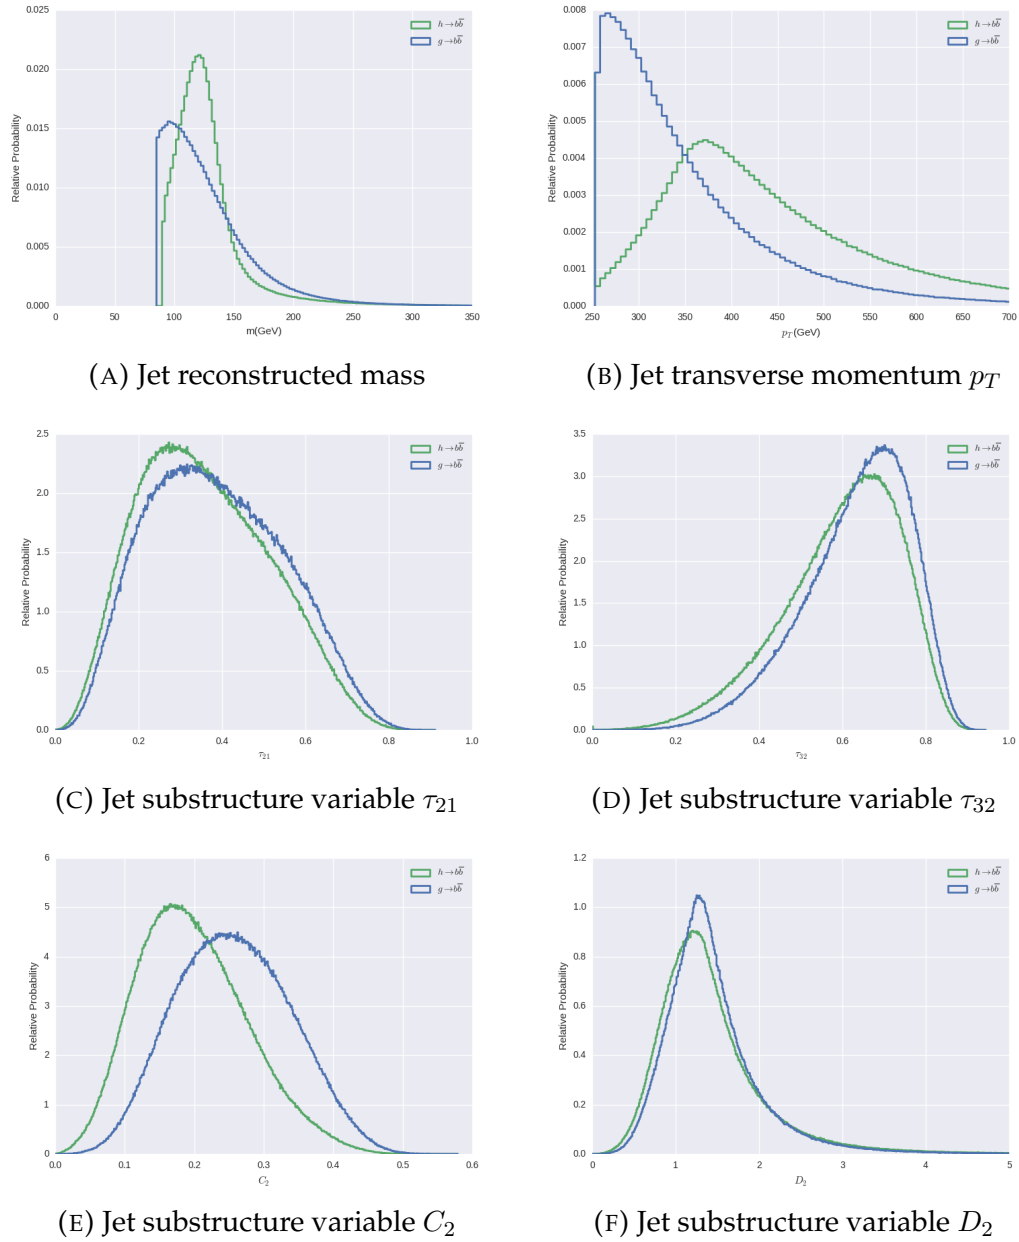 0.025
0.020
0.015
0.010
0.005
0.000
Relative Probability
h→bb̅
g→bb̅
0 50 100 150 200 250 300 350
m(GeV)
(A) Jet reconstructed mass
0.008
0.007
0.006
0.005
0.004
0.003
0.002
0.001
0.000
Relative Probability
h→bb̅
g→bb̅
250 300 350 400 450 500 550 600 650 700
p_T(GeV)
(B) Jet transverse momentum p_T
2.5
2.0
1.5
1.0
0.5
0.0
Relative Probability
h→bb̅
g→bb̅
0.0 0.2 0.4 0.6 0.8 1.0
τ_21
(C) Jet substructure variable τ_21
3.5
3.0
2.5
2.0
1.5
1.0
0.5
0.0
Relative Probability
h→bb̅
g→bb̅
0.0 0.2 0.4 0.6 0.8 1.0
τ_32
(D) Jet substructure variable τ_32
6
5
4
3
2
1
0
Relative Probability
h→bb̅
g→bb̅
0.0 0.1 0.2 0.3 0.4 0.5 0.6
C_2
(E) Jet substructure variable C_2
1.2
1.0
0.8
0.6
0.4
0.2
0.0
Relative Probability
h→bb̅
g→bb̅
0 1 2 3 4 5
D_2
(F) Jet substructure variable D_2